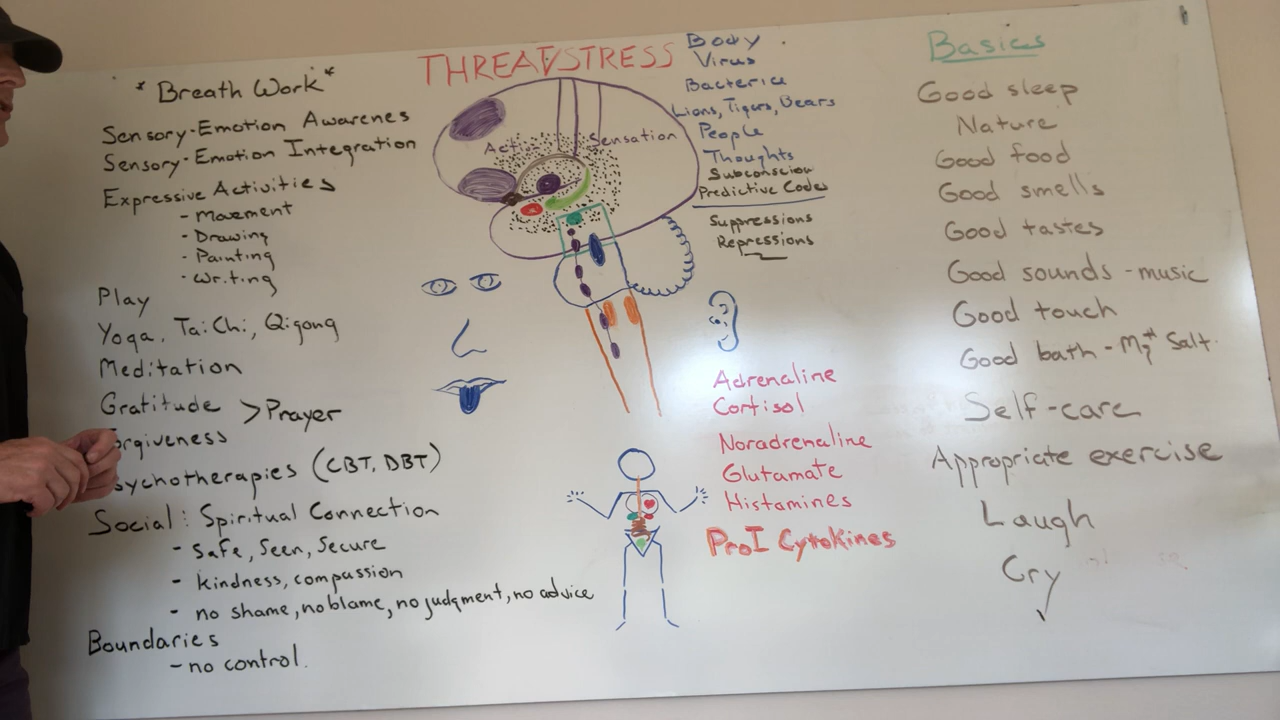 * Breath Work *
Sensory-Emotion Awarenes
Sensory-Emotion Integration
Expressive Activities
- Movement
- Drawing
- Painting
- Writing
Play
Yoga, Tai Chi, Qigong
Meditation
Gratitude >Prayer
orgiveness
sychotherapies (CBT, DBT)
Social : Spiritual Connection
- Safe, Seen, Secure
- kindness, compassion
- no shame, no blame, no judgment, no advice
Boundaries
- no control.
THREAT/STRESS
Sensation
Body
Virus
Bacteria
Lions, Tigers, Bears
People
Thoughts
Subconsciou
Predictive Codes
Suppressions
Repressions
Adrenaline
Cortisol
Noradrenaline
Glutamate
Histamines
ProI Cytokines
Basics
Good sleep
Nature
Good food
Good smells
Good tastes
Good sounds - music
Good touch
Good bath - Salt
Self-care
Appropriate exercise
Laugh
Cry